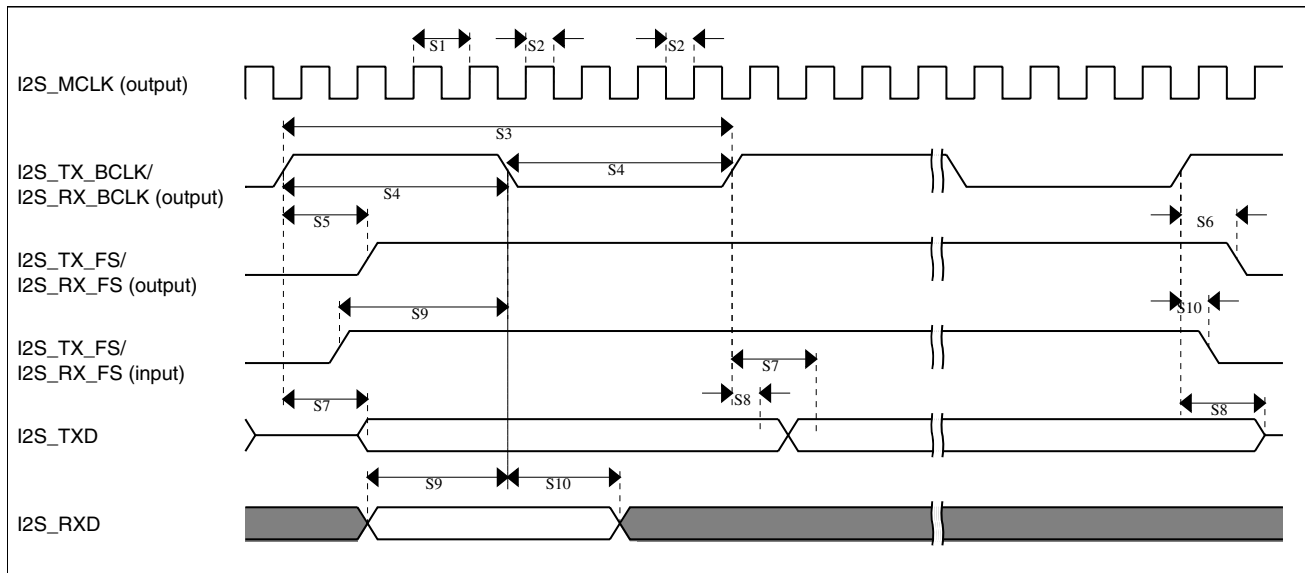 S1
S2
S2
I2S_MCLK (output)
S3
I2S_TX_BCLK/
I2S_RX_BCLK (output)
S4
S4
S5
S6
I2S_TX_FS/
I2S_RX_FS (output)
S9
S10
I2S_TX_FS/
I2S_RX_FS (input)
S7
S8
S7
S8
I2S_TXD
S9
S10
I2S_RXD